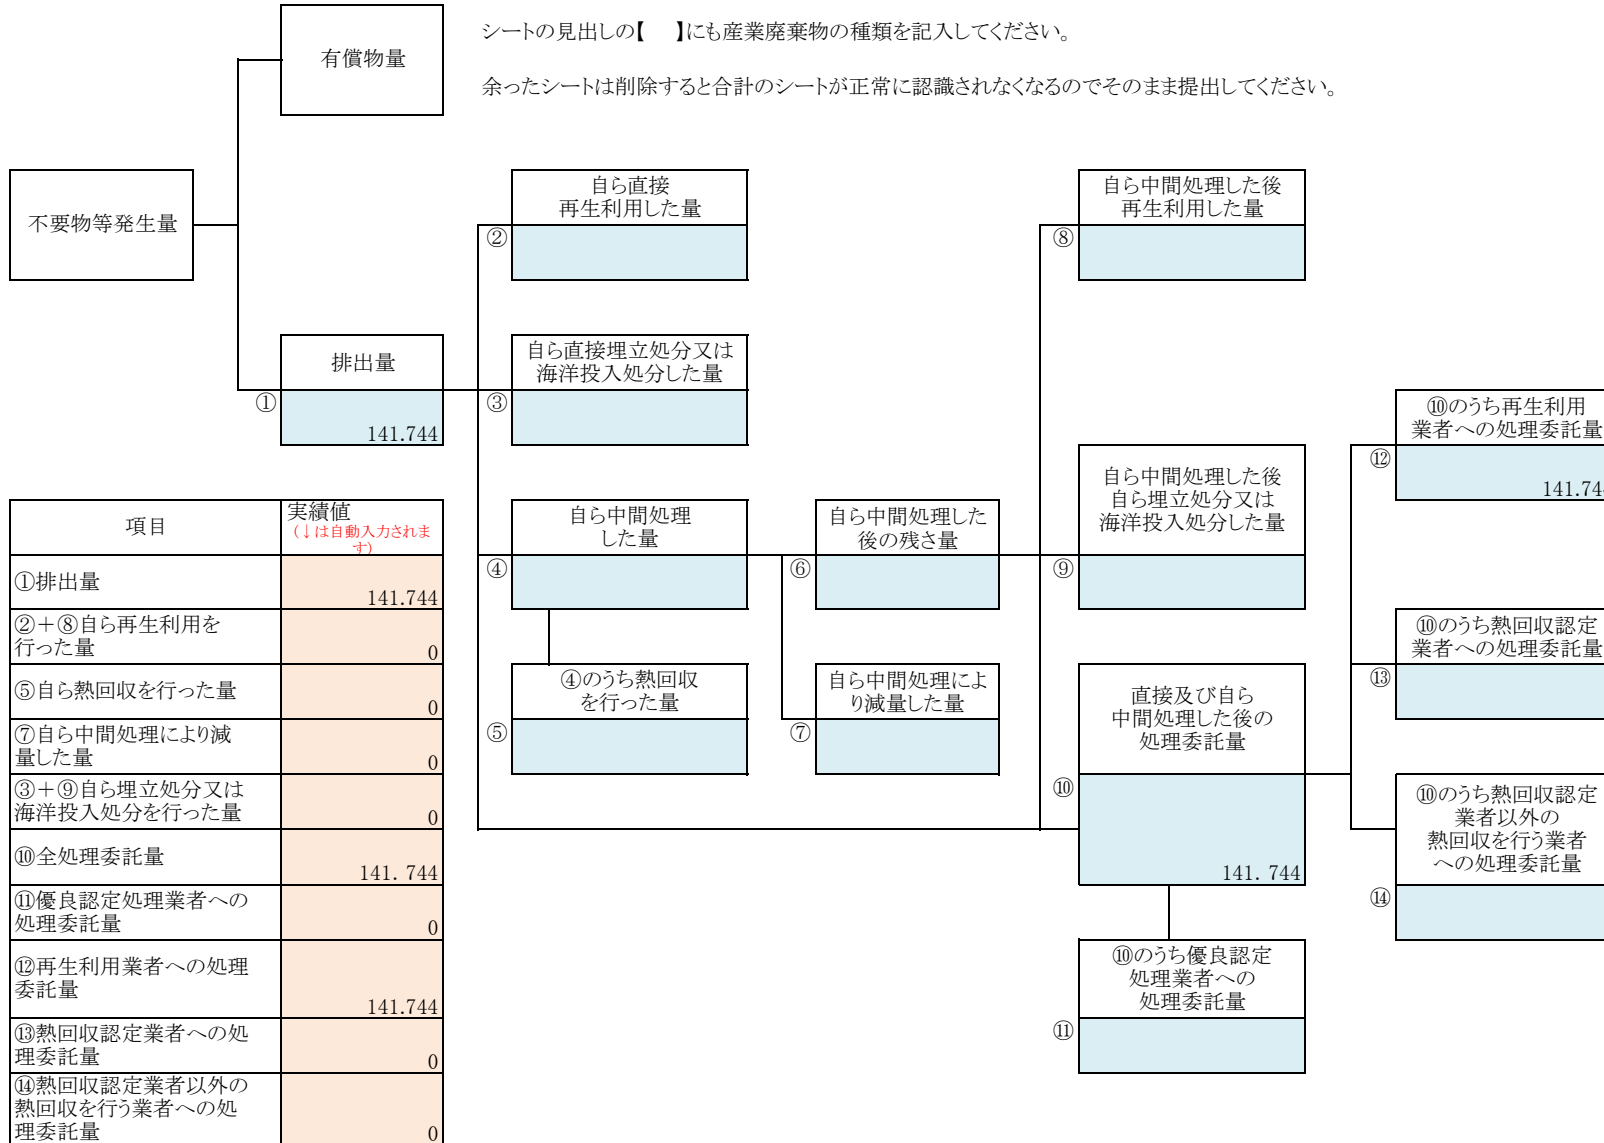 シートの見出しの【　】にも産業廃棄物の種類を記入してください。
有償物量
余ったシートは削除すると合計のシートが正常に認識されなくなるのでそのまま提出してください。
不要物等発生量
自ら直接
再生利用した量
②
自ら中間処理した後
再生利用した量
⑧
排出量
①
141.744
自ら直接埋立処分又は
海洋投入処分した量
③
⑩のうち再生利用
業者への処理委託量
⑫
141.744
自ら中間処理
した量
④
自ら中間処理した
後の残さ量
⑥
自ら中間処理した後
自ら埋立処分又は
海洋投入処分した量
⑨
⑩のうち熱回収認定
業者への処理委託量
⑬
④のうち熱回収
を行った量
⑤
自ら中間処理によ
り減量した量
⑦
直接及び自ら
中間処理した後の
処理委託量
⑩
141.744
⑩のうち熱回収認定
業者以外の
熱回収を行う業者
への処理委託量
⑭
⑩のうち優良認定
処理業者への
処理委託量
⑪
項目
実績値
(↓は自動入力されま
す)
①排出量
141.744
②＋⑧自ら再生利用を
行った量
0
⑤自ら熱回収を行った量
0
⑦自ら中間処理により減
量した量
0
③＋⑨自ら埋立処分又は
海洋投入処分を行った量
0
⑩全処理委託量
141.744
⑪優良認定処理業者への
処理委託量
0
⑫再生利用業者への処理
委託量
141.744
⑬熱回収認定業者への処
理委託量
0
⑭熱回収認定業者以外の
熱回収を行う業者への処
理委託量
0